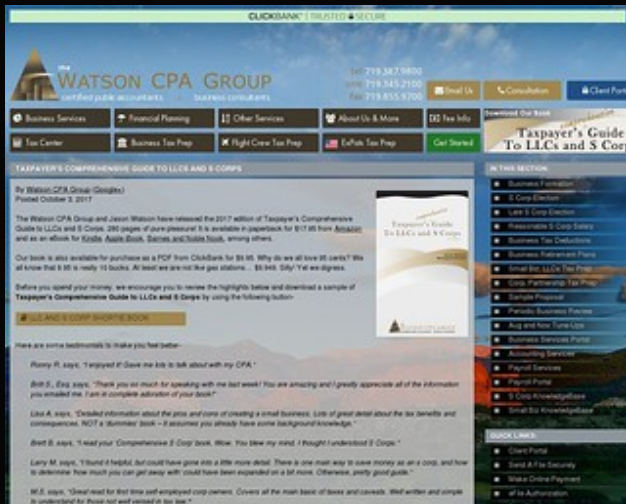 CLICKBANK® | TRUSTED SECURE
the
WATSON CPA GROUP
certified public accountants business consultants
719.387.9800
719.345.2100
fax 719.855.9700
Email Us
Consultation
Client Port
Business Services
Financial Planning
Other Services
About Us & More
Fee Info
Tax Center
Business Tax Prep
Flight Crew Tax Prep
ExPats Tax Prep
Get Started
Download Our Book
comprehensive
Taxpayer's Guide
To LLCs and S Corp
TAXPAYER'S COMPREHENSIVE GUIDE TO LLCS AND S CORPS
By Watson CPA Group (Google+)
Posted October 3, 2017
The Watson CPA Group and Jason Watson have released the 2017 edition of Taxpayer's Comprehensive
Guide to LLCs and S Corps. 280 pages of pure pleasure! It is available in paperback for $17.95 from Amazon
and as an eBook for Kindle, Apple iBook, Barnes and Noble Nook, among others.
Our book is also available for purchase as a PDF from ClickBank for $9.95. Why do we all love 95 cents? We
all know that 9.95 is really 10 bucks. At least we are not like gas stations... $9.949. Silly! Yet we digress.
Before you spend your money, we encourage you to review the highlights below and download a sample of
Taxpayer's Comprehensive Guide to LLCs and S Corps by using the following button-
LLC AND S CORP SHORTIE BOOK
Taxpayer's Guide
To LLCs and S Corps
Here are some testimonials to make you feel better-
Ronny R. says, "I enjoyed it! Gave me lots to talk about with my CPA."
Britt S., Esq. says, "Thank you so much for speaking with me last week! You are amazing and I greatly appreciate all of the information
you emailed me. I am in complete adoration of your book!"
Lisa A. says, "Detailed information about the pros and cons of creating a small business. Lots of great detail about the tax benefits and
consequences. NOT a 'dummies' book - it assumes you already have some background knowledge."
Brett B. says, "I read your 'Comprehensive S Corp' book. Wow. You blew my mind. I thought I understood S Corps."
Larry M. says, "I found it helpful, but could have gone into a little more detail. There is one main way to save money as an s corp, and how
to determine 'how much you can get away with' could have been expanded on a bit more. Otherwise, pretty good guide."
W.S. says, "Great read for first time self-employed corp owners. Covers all the main basic of taxes and caveats. Well written and simple
to understand for those not well versed in tax law."
IN THIS SECTION:
Business Formation
S Corp Election
Late S Corp Election
Reasonable S Corp Salary
Business Tax Deductions
Business Retirement Plans
Small Biz, LLCs Tax Prep
Corp, Partnership Tax Prep
Sample Proposal
Periodic Business Review
Aug and Nov Tune-Ups
Business Services Portal
Accounting Services
Payroll Services
Payroll Portal
S Corp KnowledgeBase
Small Biz KnowledgeBase
QUICK LINKS:
Client Portal
Send A File Securely
Make Online Payment
eFile Authorization